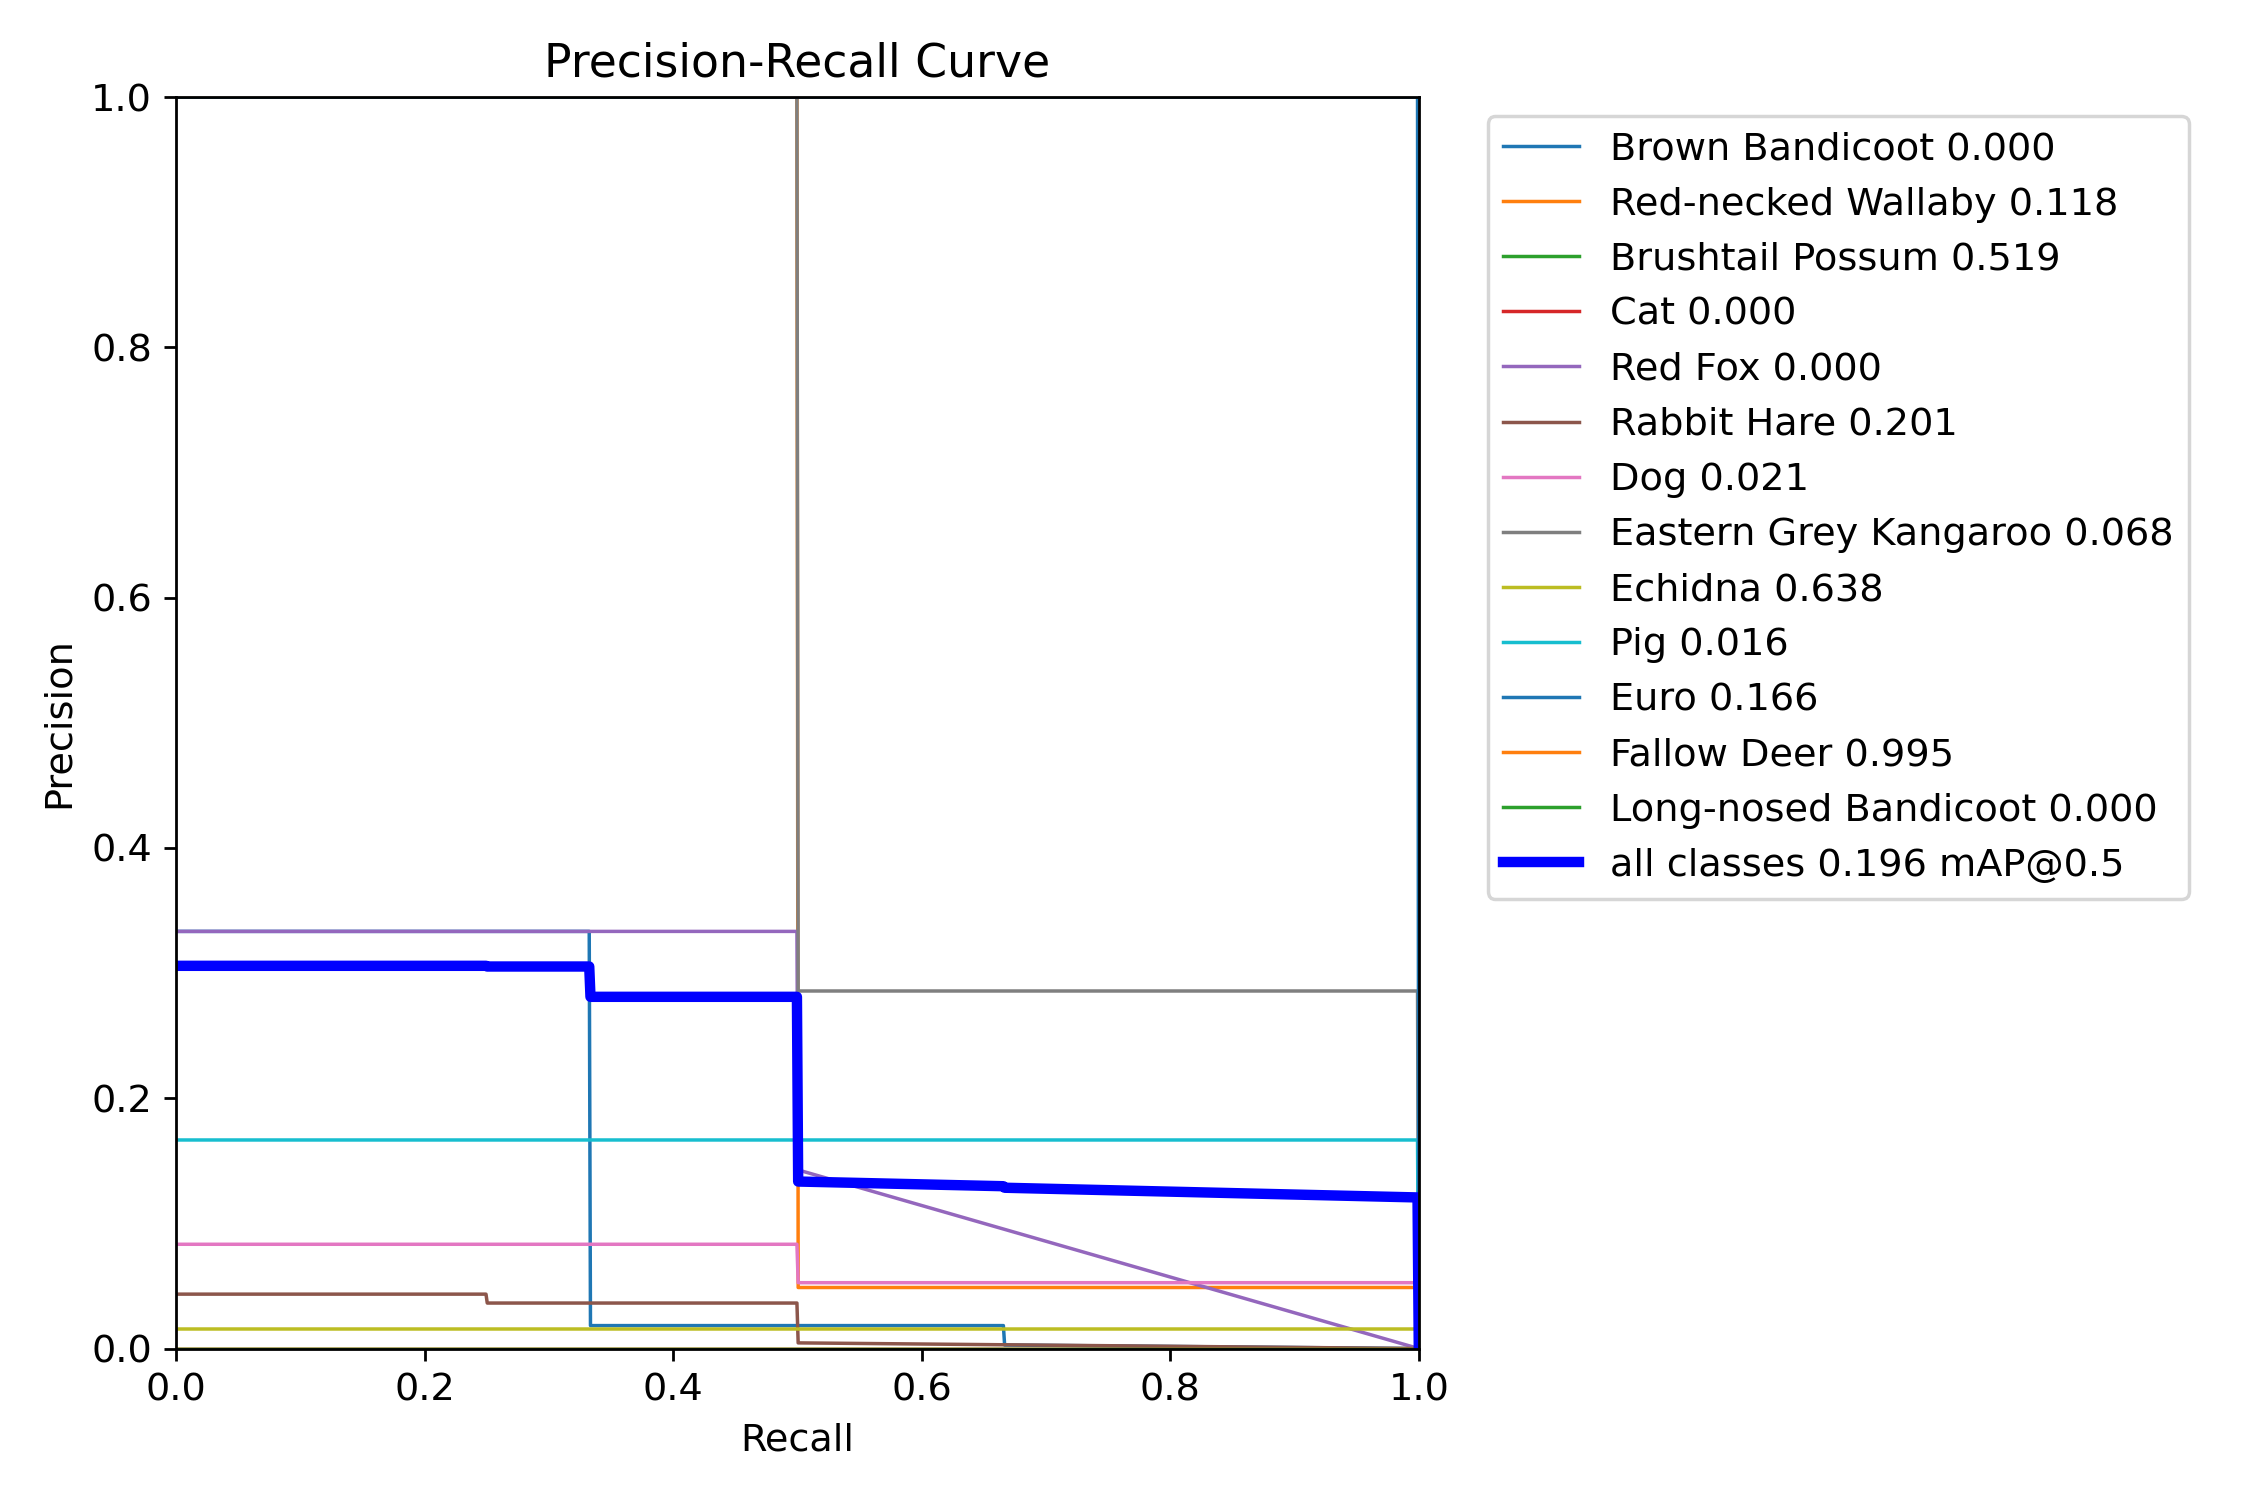 Precision-Recall Curve
1.0
0.8
0.6
0.4
0.2
0.0
Precision
0.0 0.2 0.4 0.6 0.8 1.0
Recall
Brown Bandicoot 0.000
Red-necked Wallaby 0.118
Brushtail Possum 0.519
Cat 0.000
Red Fox 0.000
Rabbit Hare 0.201
Dog 0.021
Eastern Grey Kangaroo 0.068
Echidna 0.638
Pig 0.016
Euro 0.166
Fallow Deer 0.995
Long-nosed Bandicoot 0.000
all classes 0.196 mAP@0.5